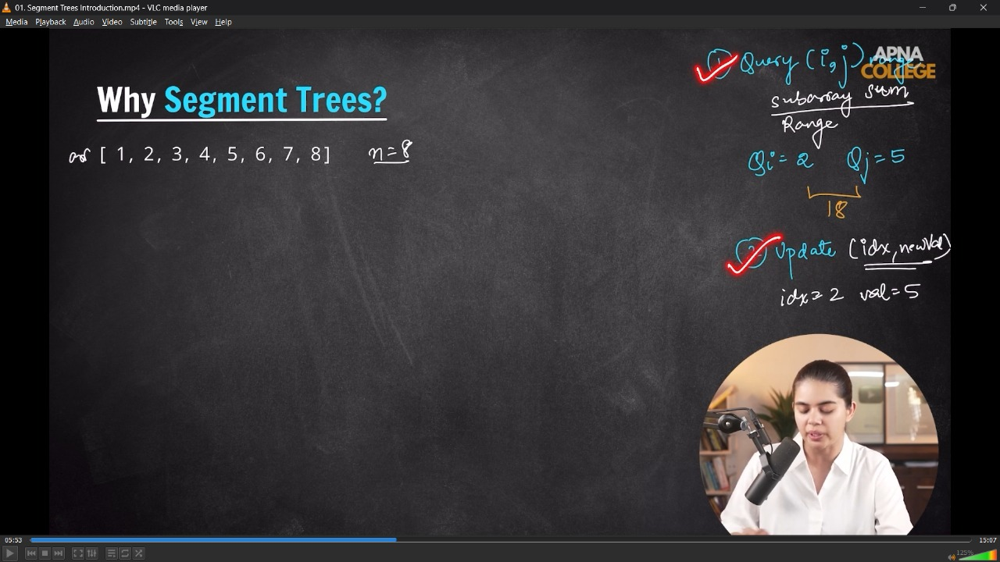 01. Segment Trees Introduction.mp4 - VLC media player
Media Playback Audio Video Subtitle Tools View Help
① Query (i,j) range
APNA
COLLEGE
subarray sum
Range
Why Segment Trees?
arr [ 1, 2, 3, 4, 5, 6, 7, 8] n=8
Qi= 2 Qj=5
18
② Update (idx, newVal)
idx=2 val=5
05:53
15:07
125%